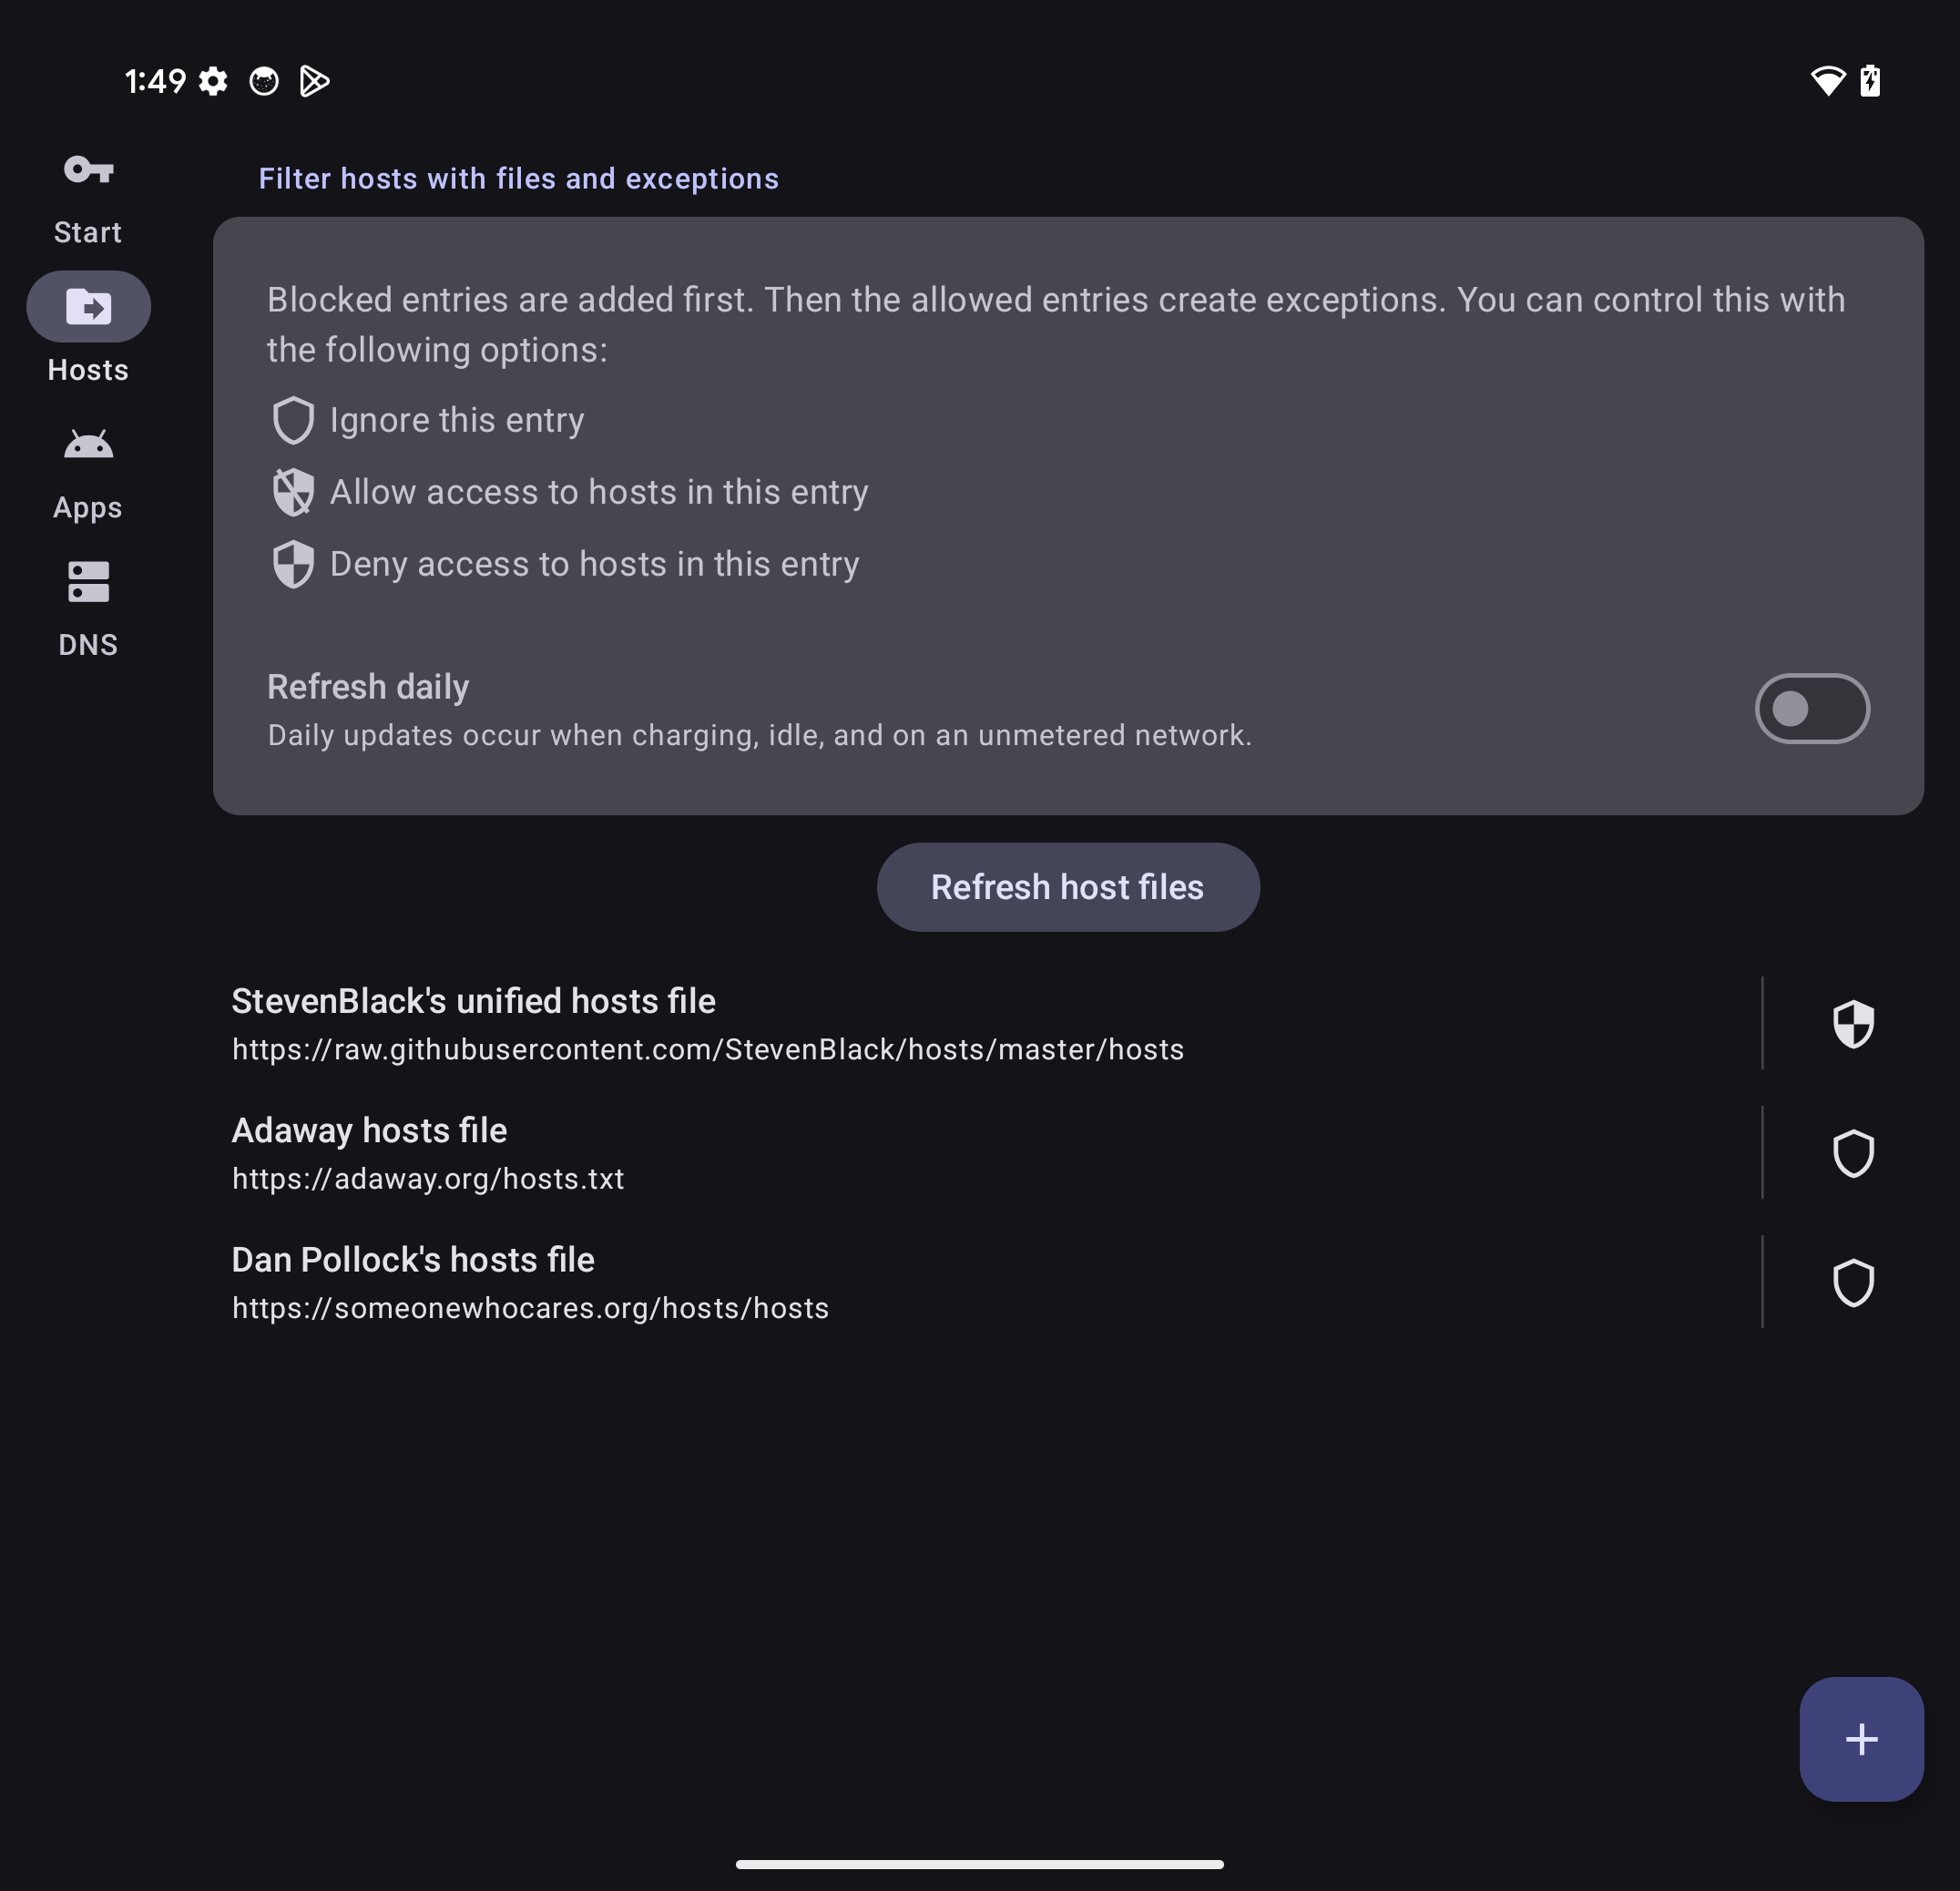 1:49
Start
Hosts
Apps
DNS
Filter hosts with files and exceptions
Blocked entries are added first. Then the allowed entries create exceptions. You can control this with
the following options:
Ignore this entry
Allow access to hosts in this entry
Deny access to hosts in this entry
Refresh daily
Daily updates occur when charging, idle, and on an unmetered network.
Refresh host files
StevenBlack's unified hosts file
https://raw.githubusercontent.com/StevenBlack/hosts/master/hosts
Adaway hosts file
https://adaway.org/hosts.txt
Dan Pollock's hosts file
https://someonewhocares.org/hosts/hosts